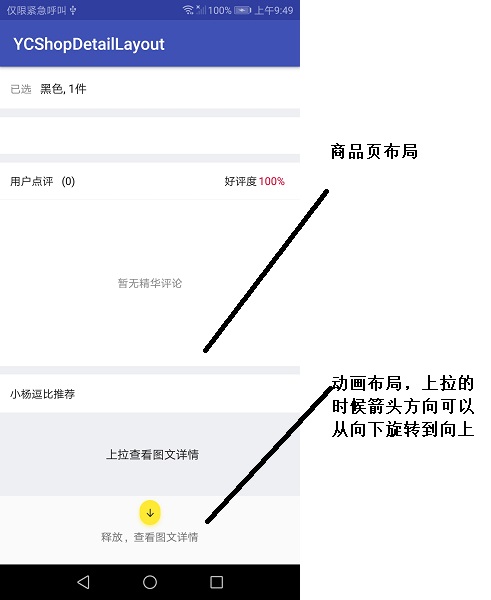 仅限紧急呼叫 100% 上午9:49
YCShopDetailLayout
已选 黑色, 1件
商品页布局
用户点评 (0) 好评度 100%
暂无精华评论
小杨逗比推荐
动画布局，上拉的
时候箭头方向可以
从向下旋转到向上
上拉查看图文详情
释放，查看图文详情